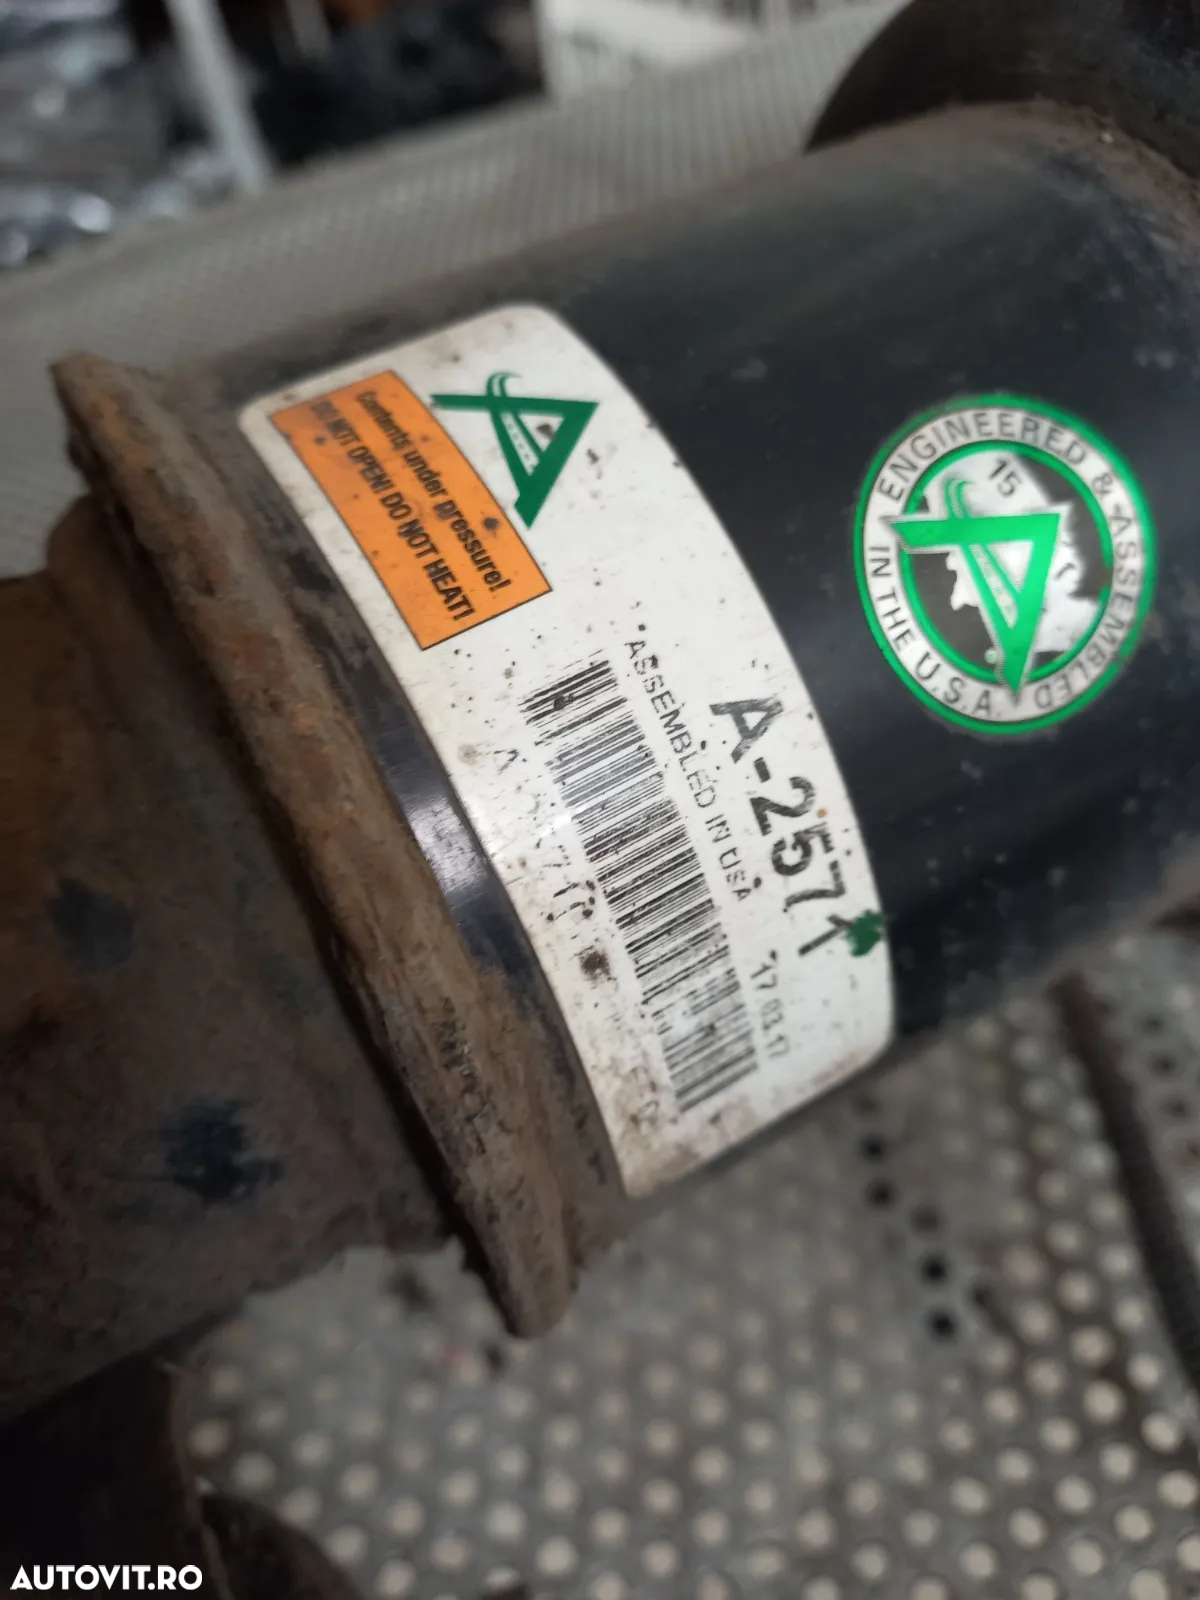 Contents under pressure!
DO NOT OPEN! DO NOT HEAT!
A-2571
ASSEMBLED IN USA
17 03 17
ENGINEERED & ASSEMBLED
IN THE U.S.A.
15
AUTOVIT.RO